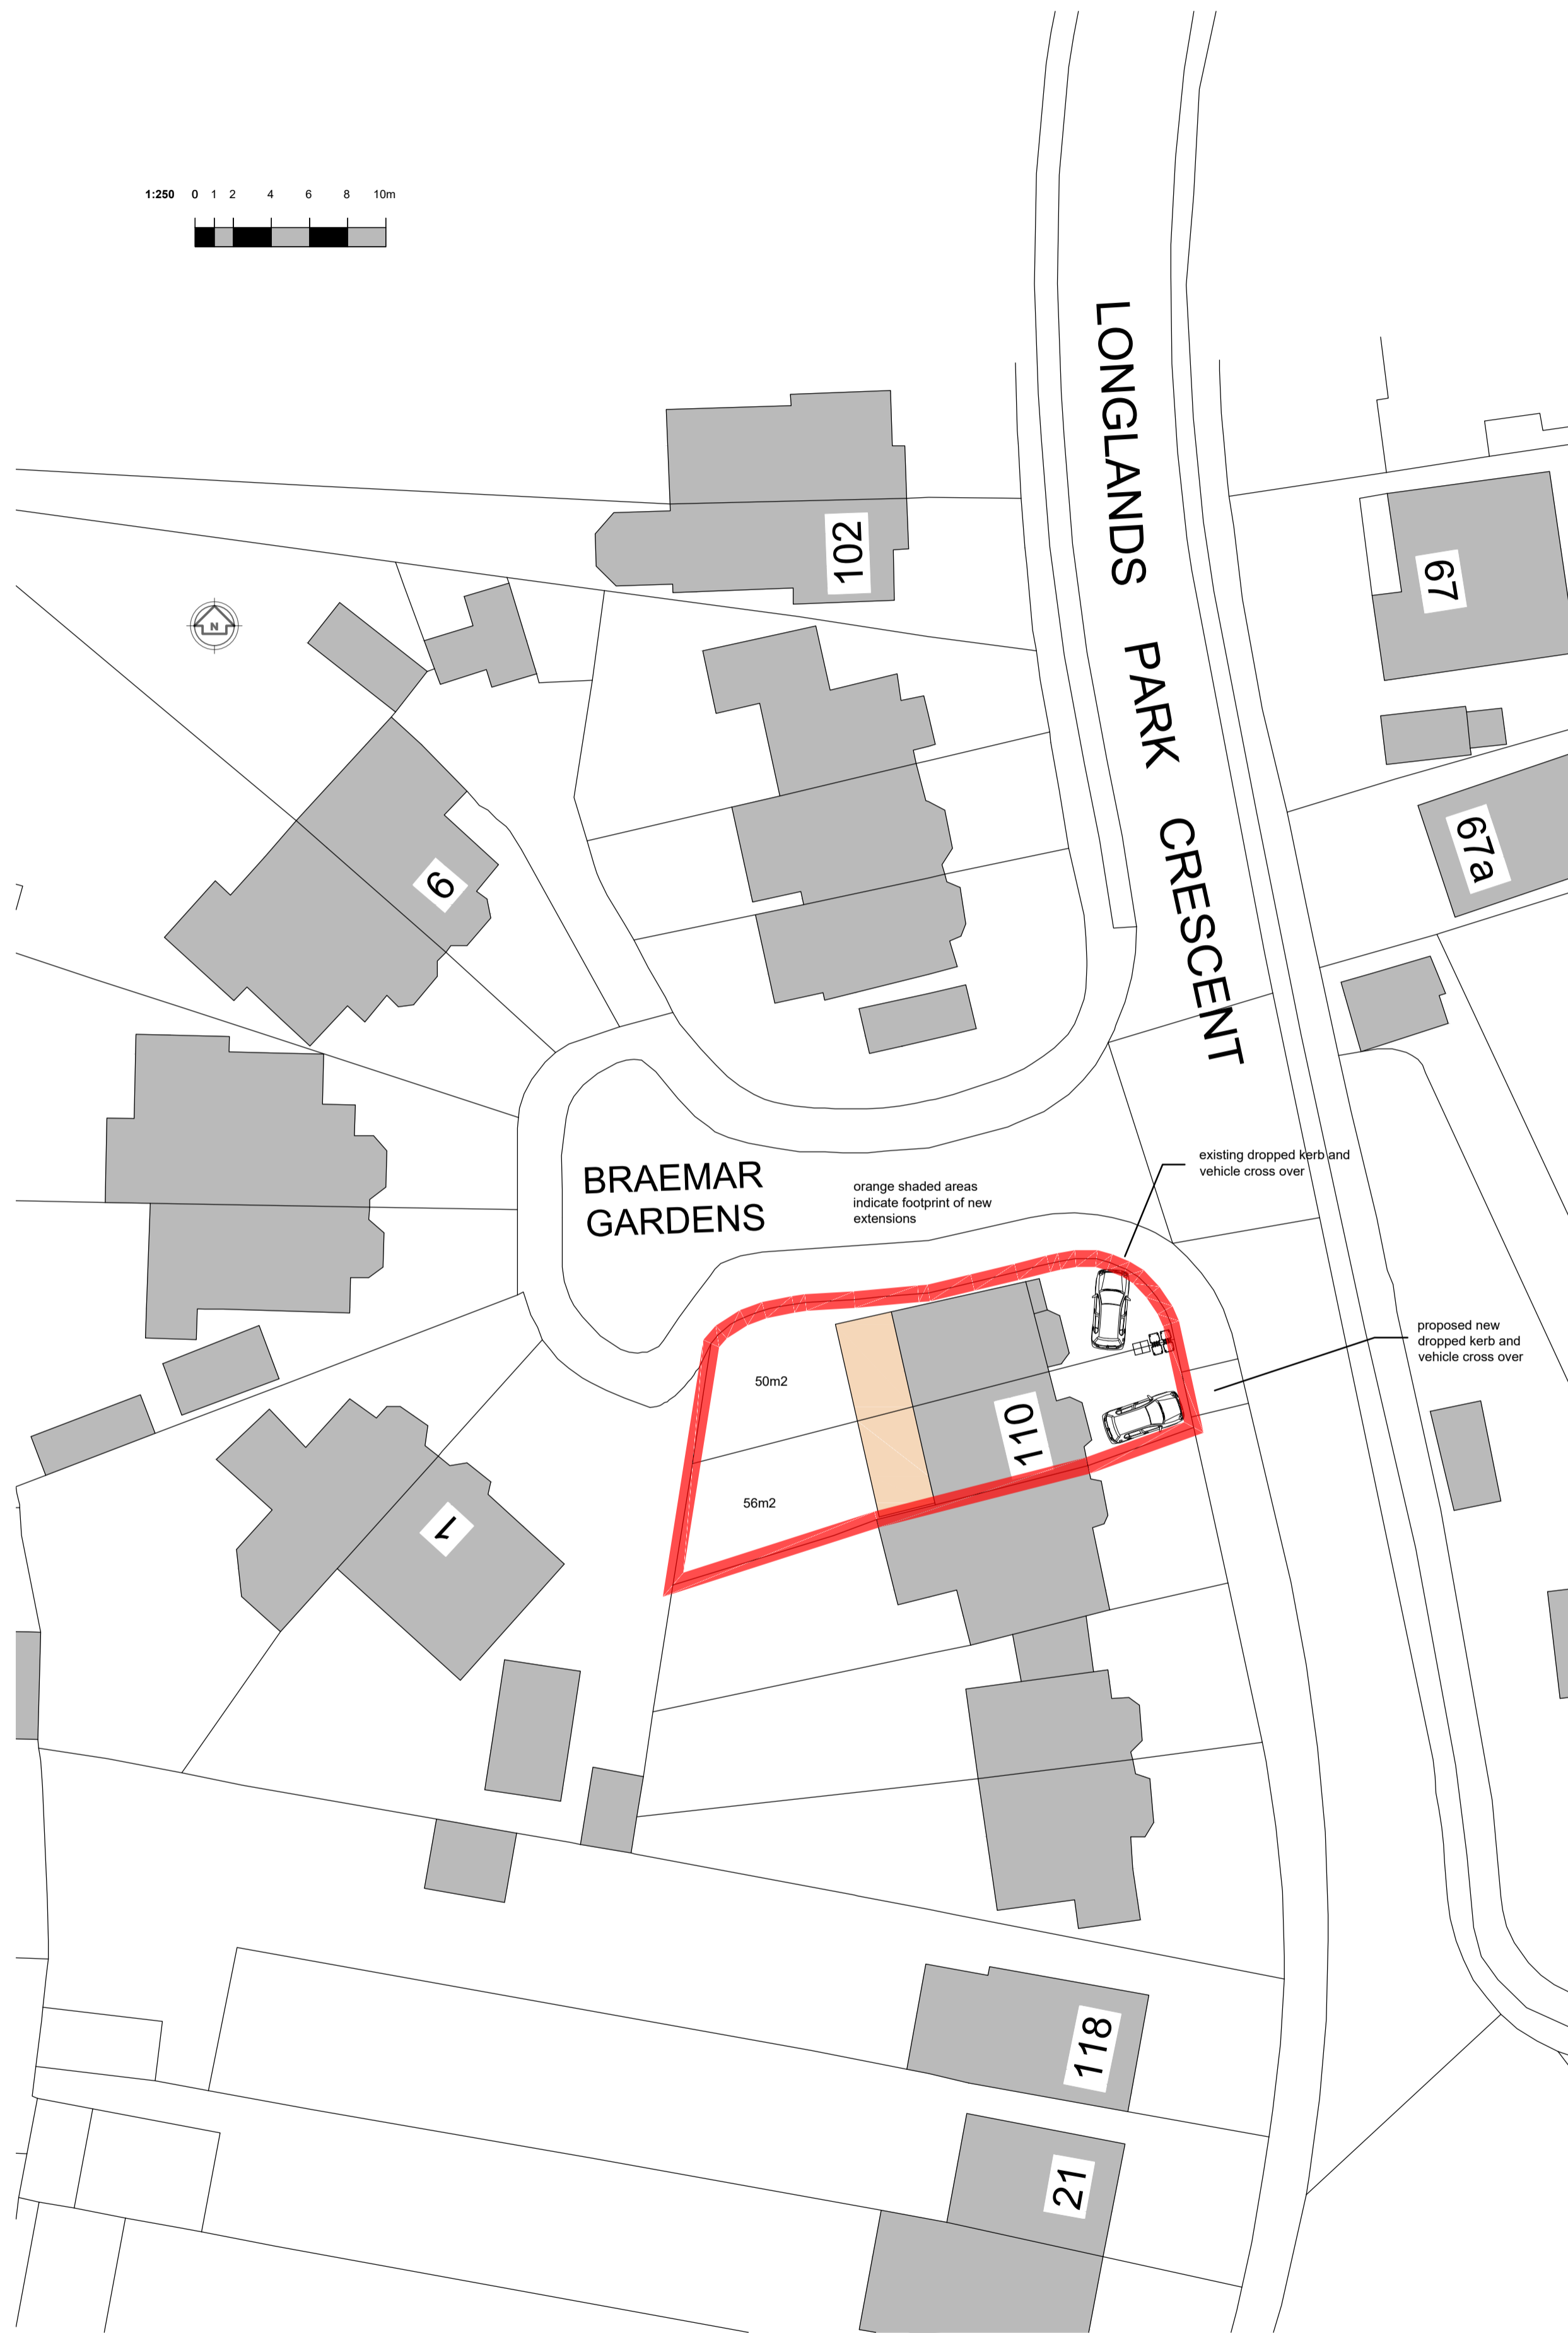 1:250 0 1 2 4 6 8 10m
LONGLANDS PARK CRESCENT
102
67
N
67a
6
existing dropped kerb and
vehicle cross over
BRAEMAR
GARDENS
orange shaded areas
indicate footprint of new
extensions
proposed new
dropped kerb and
vehicle cross over
50m2
110
56m2
1
118
21